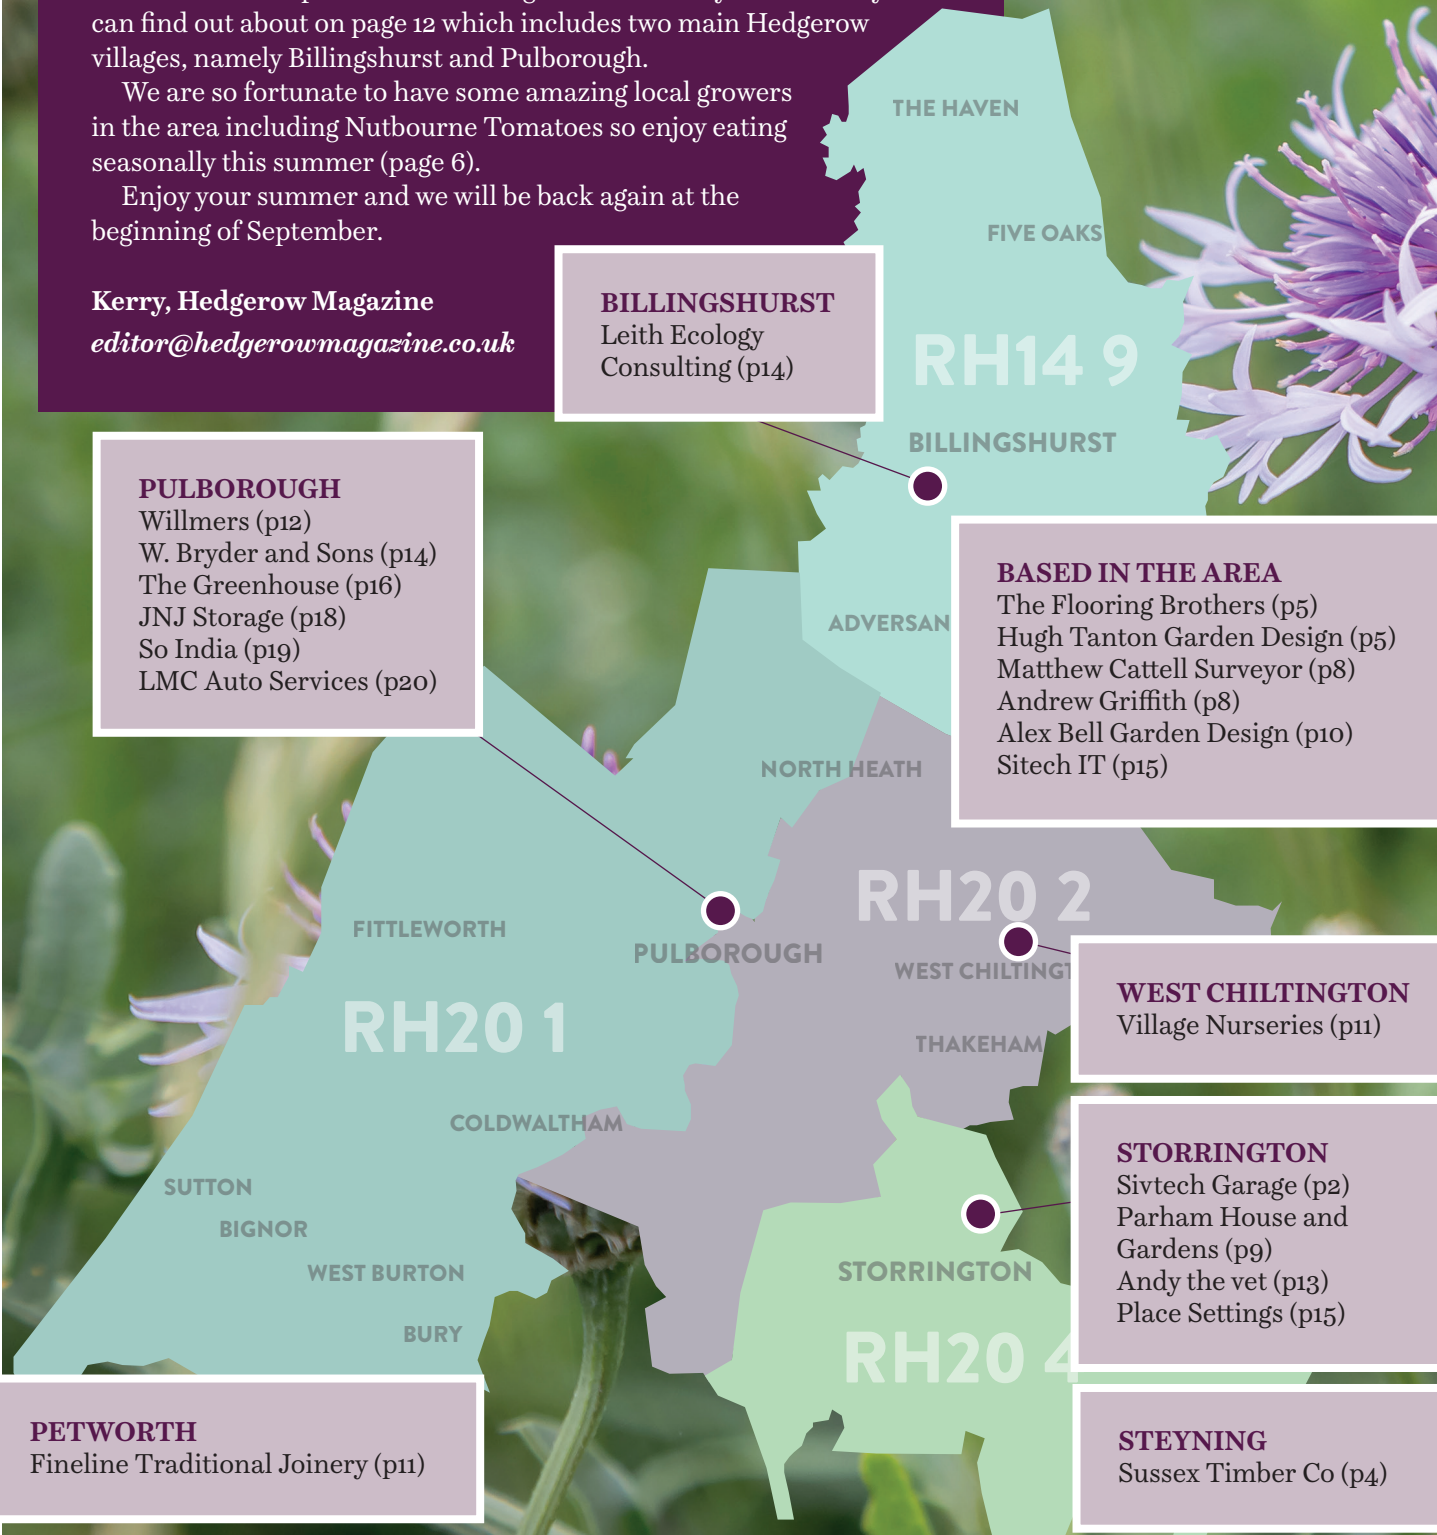 can find out about on page 12 which includes two main Hedgerow
villages, namely Billingshurst and Pulborough.
We are so fortunate to have some amazing local growers
in the area including Nutbourne Tomatoes so enjoy eating
seasonally this summer (page 6).
Enjoy your summer and we will be back again at the
beginning of September.
Kerry, Hedgerow Magazine
editor@hedgerowmagazine.co.uk
THE HAVEN
FIVE OAKS
RH14 9
BILLINGSHURST
ADVERSAN
BILLINGSHURST
Leith Ecology
Consulting (p14)
PULBOROUGH
Willmers (p12)
W. Bryder and Sons (p14)
The Greenhouse (p16)
JNJ Storage (p18)
So India (p19)
LMC Auto Services (p20)
BASED IN THE AREA
The Flooring Brothers (p5)
Hugh Tanton Garden Design (p5)
Matthew Cattell Surveyor (p8)
Andrew Griffith (p8)
Alex Bell Garden Design (p10)
Sitech IT (p15)
NORTH HEATH
RH20 2
FITTLEWORTH
PULBOROUGH
WEST CHILTINGT
RH20 1
THAKEHAM
COLDWALTHAM
SUTTON
BIGNOR
WEST BURTON
BURY
STORRINGTON
RH20 4
WEST CHILTINGTON
Village Nurseries (p11)
STORRINGTON
Sivtech Garage (p2)
Parham House and
Gardens (p9)
Andy the vet (p13)
Place Settings (p15)
PETWORTH
Fineline Traditional Joinery (p11)
STEYNING
Sussex Timber Co (p4)